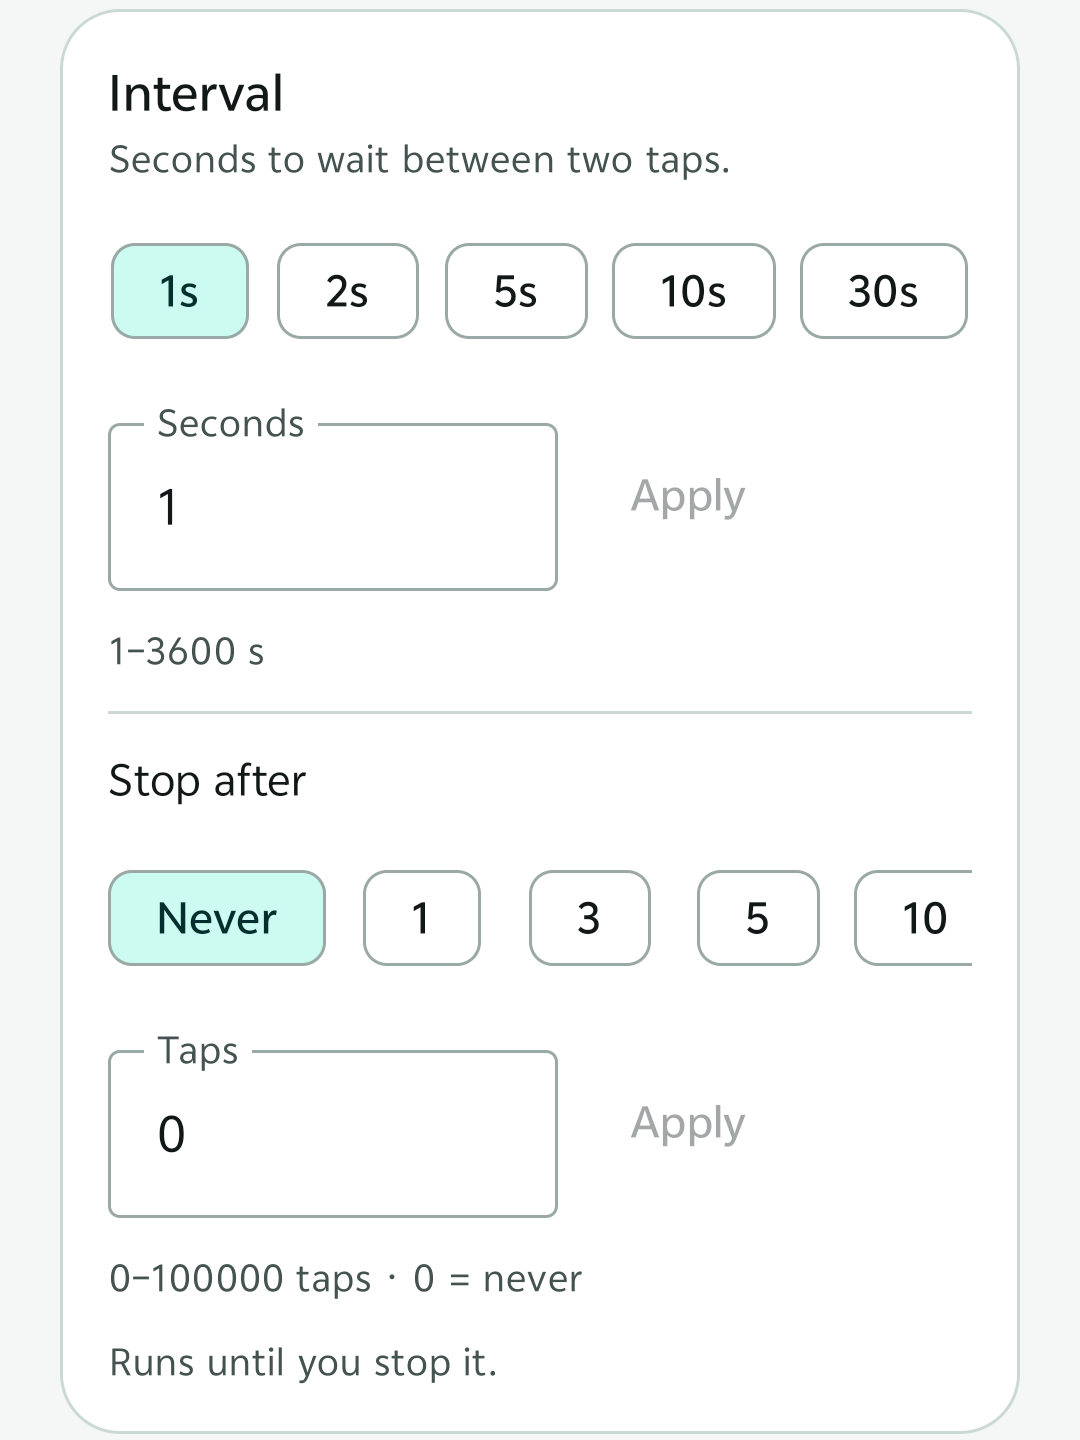 Interval
Seconds to wait between two taps.
1s 2s 5s 10s 30s
Seconds
1
Apply
1–3600 s
Stop after
Never 1 3 5 10
Taps
0
Apply
0–100000 taps · 0 = never
Runs until you stop it.